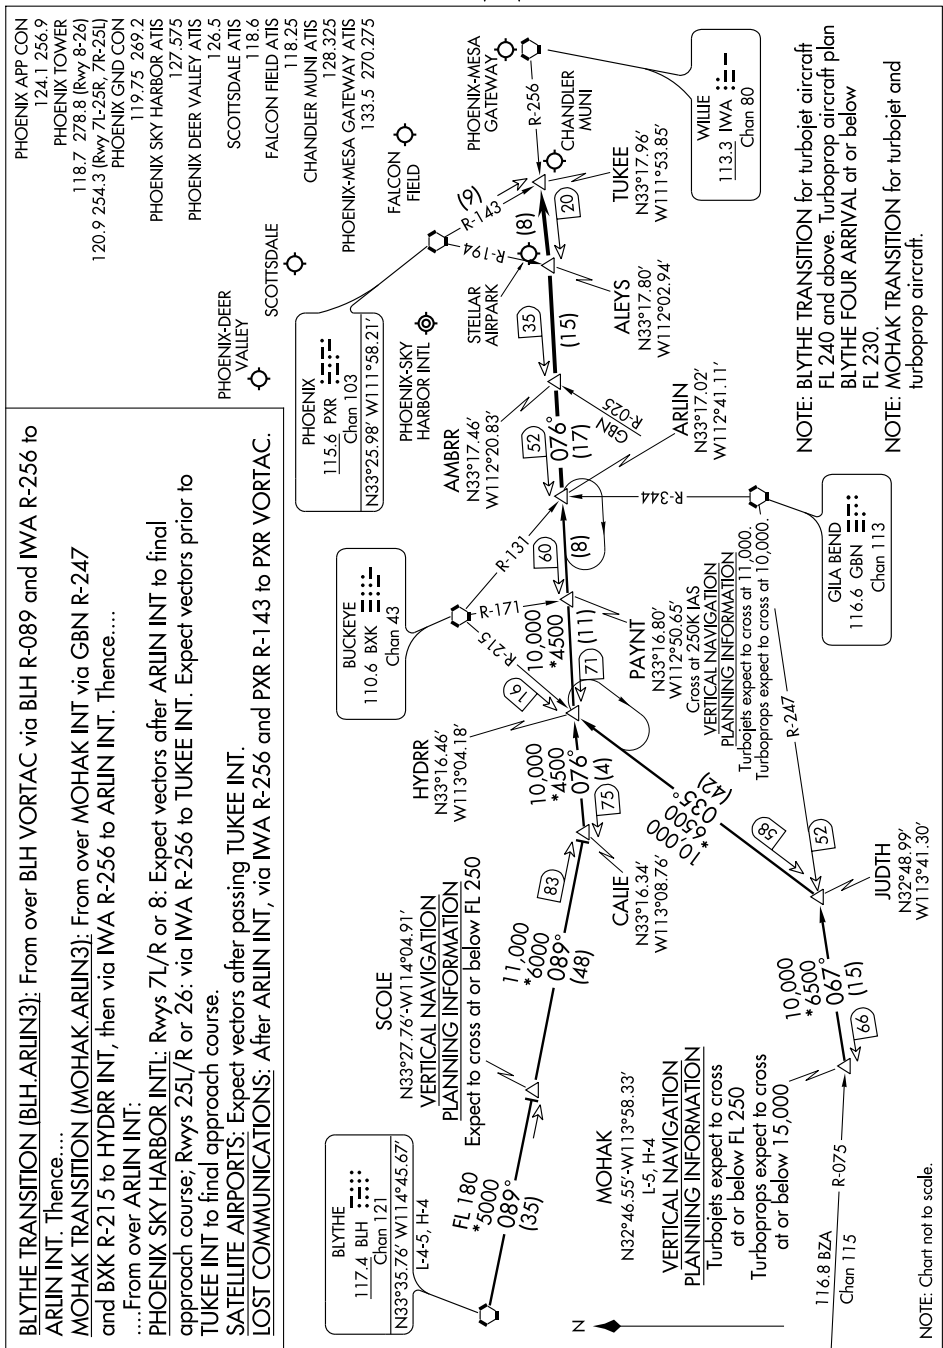 BLYTHE TRANSITION (BLH.ARLIN3): From over BLH VORTAC via BLH R-089 and IWA R-256 to
ARLIN INT. Thence....
MOHAK TRANSITION (MOHAK.ARLIN3): From over MOHAK INT via GBN R-247
and BXK R-215 to HYDRR INT, then via IWA R-256 to ARLIN INT. Thence....
....From over ARLIN INT:
PHOENIX SKY HARBOR INTL: Rwys 7L/R or 8: Expect vectors after ARLIN INT to final
approach course; Rwys 25L/R or 26: via IWA R-256 to TUKEE INT. Expect vectors prior to
TUKEE INT to final approach course.
SATELLITE AIRPORTS: Expect vectors after passing TUKEE INT.
LOST COMMUNICATIONS: After ARLIN INT, via IWA R-256 and PXR R-143 to PXR VORTAC.
PHOENIX APP CON
124.1 256.9
PHOENIX TOWER
118.7 278.8 (Rwy 8-26)
120.9 254.3 (Rwy 7L-25R, 7R-25L)
PHOENIX GND CON
119.75 269.2
PHOENIX SKY HARBOR ATIS
127.575
PHOENIX DEER VALLEY ATIS
126.5
SCOTTSDALE ATIS
118.6
FALCON FIELD ATIS
118.25
CHANDLER MUNI ATIS
128.325
PHOENIX-MESA GATEWAY ATIS
133.5 270.275
PHOENIX-DEER
VALLEY
SCOTTSDALE
FALCON
FIELD
PHOENIX
115.6 PXR
Chan 103
N33°25.98' W111°58.21'
PHOENIX-SKY
HARBOR INTL
STELLAR
AIRPARK
PHOENIX-MESA
GATEWAY
CHANDLER
MUNI
R-256
R-143
(9)
R-194
(8)
20
TUKEE
N33°17.96'
W111°53.85'
WILLIE
113.3 IWA
Chan 80
ALEYS
N33°17.80'
W112°02.94'
35
(15)
AMBRR
N33°17.46'
W112°20.83'
R-025
GBN
52
076°
(17)
ARLIN
N33°17.02'
W112°41.11'
BUCKEYE
110.6 BXK
Chan 43
R-131
R-171
R-215
16
60
(8)
R-344
GILA BEND
116.6 GBN
Chan 113
10,000
*4500
(11)
71
PAYNT
N33°16.80'
W112°50.65'
Cross at 250K IAS
VERTICAL NAVIGATION
PLANNING INFORMATION
Turbojets expect to cross at 11,000.
Turboprops expect to cross at 10,000.
HYDRR
N33°16.46'
W113°04.18'
10,000
*4500
076°
(4)
75
CALIE
N33°16.34'
W113°08.76'
83
11,000
*6000
089°
(48)
SCOLE
N33°27.76'-W114°04.91'
VERTICAL NAVIGATION
PLANNING INFORMATION
Expect to cross at or below FL 250
FL 180
*5000
089°
(35)
BLYTHE
117.4 BLH
Chan 121
N33°35.76' W114°45.67'
L-4-5, H-4
N
MOHAK
N32°46.55'-W113°58.33'
L-5, H-4
VERTICAL NAVIGATION
PLANNING INFORMATION
Turbojets expect to cross
at or below FL 250
Turboprops expect to cross
at or below 15,000
10,000
*6500
035°
(42)
58
R-247
52
JUDTH
N32°48.99'
W113°41.30'
10,000
*6500
067°
(15)
66
116.8 BZA
Chan 115
R-075
NOTE: BLYTHE TRANSITION for turbojet aircraft
FL 240 and above. Turboprop aircraft plan
BLYTHE FOUR ARRIVAL at or below
FL 230.
NOTE: MOHAK TRANSITION for turbojet and
turboprop aircraft.
NOTE: Chart not to scale.